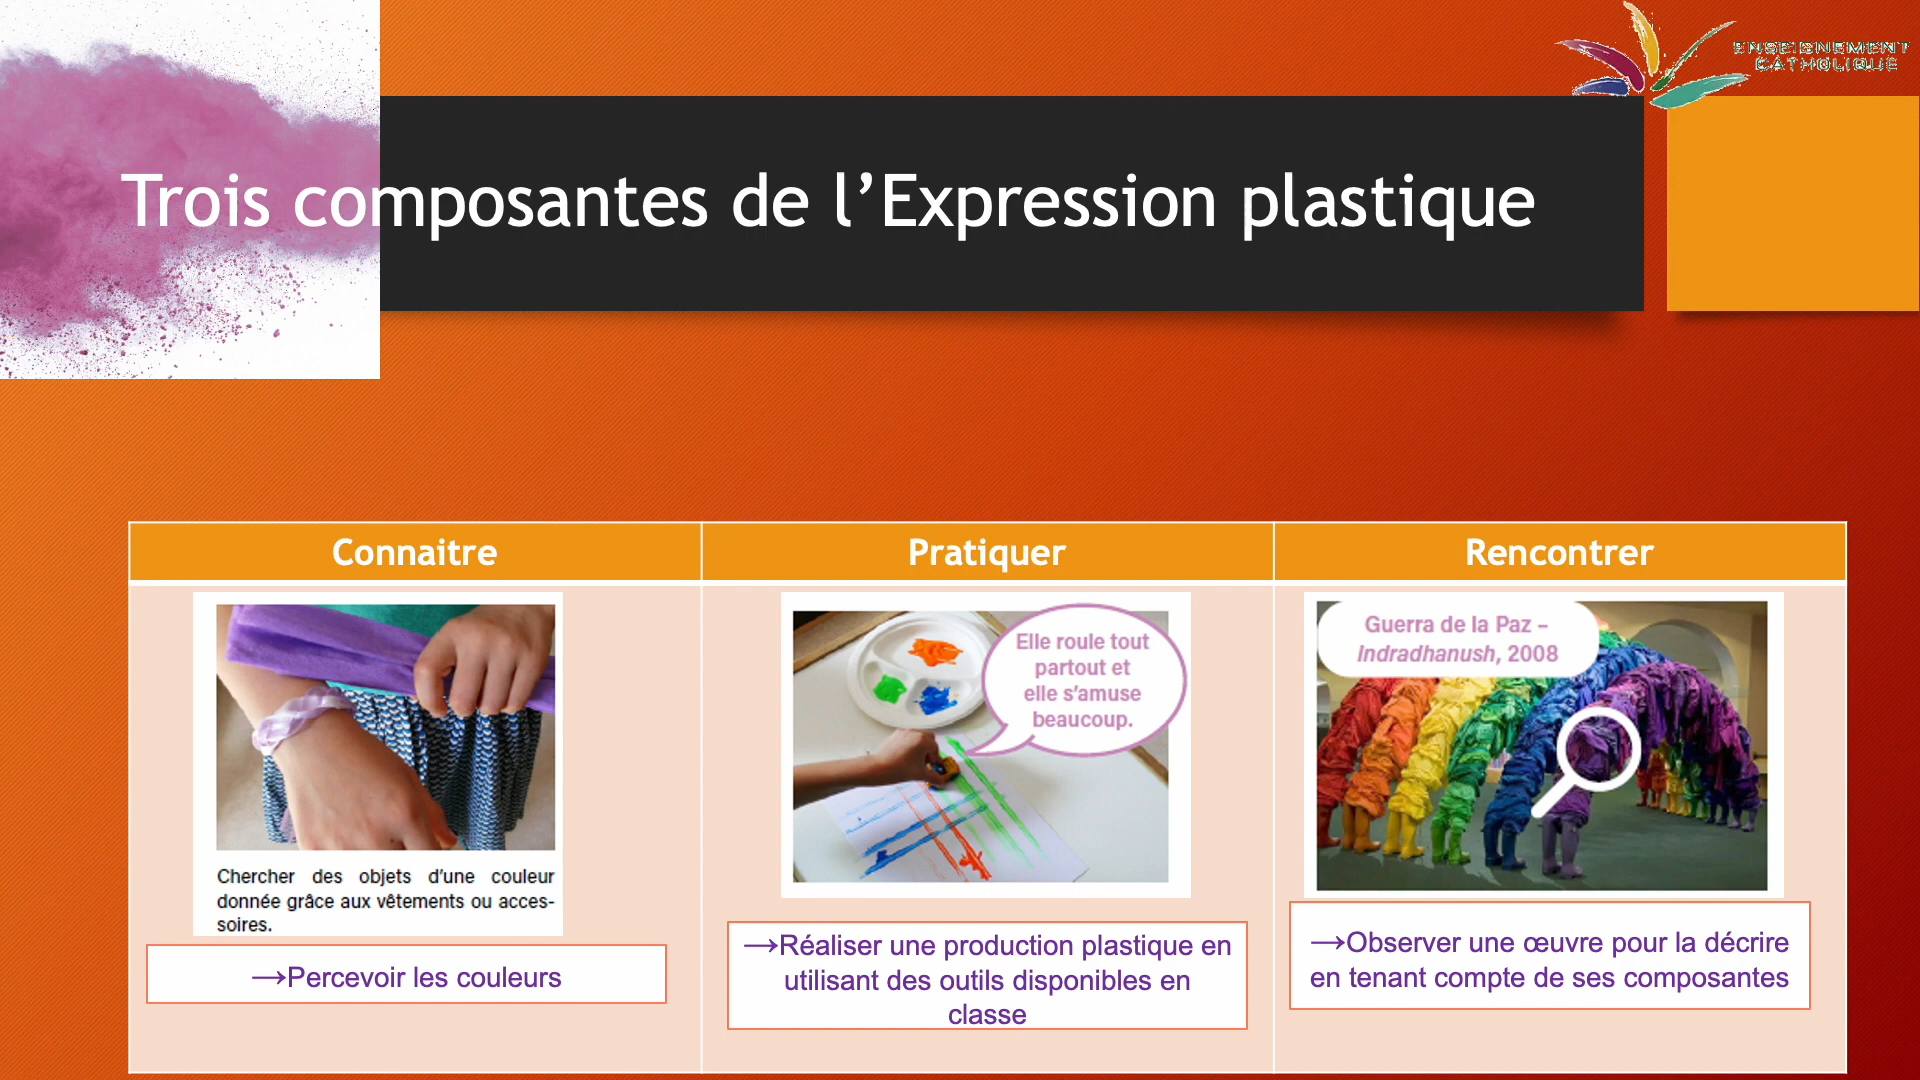 ENSEIGNEMENT
CATHOLIQUE
Trois composantes de l’Expression plastique
Connaitre
Pratiquer
Rencontrer
Chercher des objets d’une couleur
donnée grâce aux vêtements ou acces-
soires.
→Percevoir les couleurs
Elle roule tout
partout et
elle s’amuse
beaucoup.
→Réaliser une production plastique en
utilisant des outils disponibles en
classe
Guerra de la Paz –
Indradhanush, 2008
→Observer une œuvre pour la décrire
en tenant compte de ses composantes